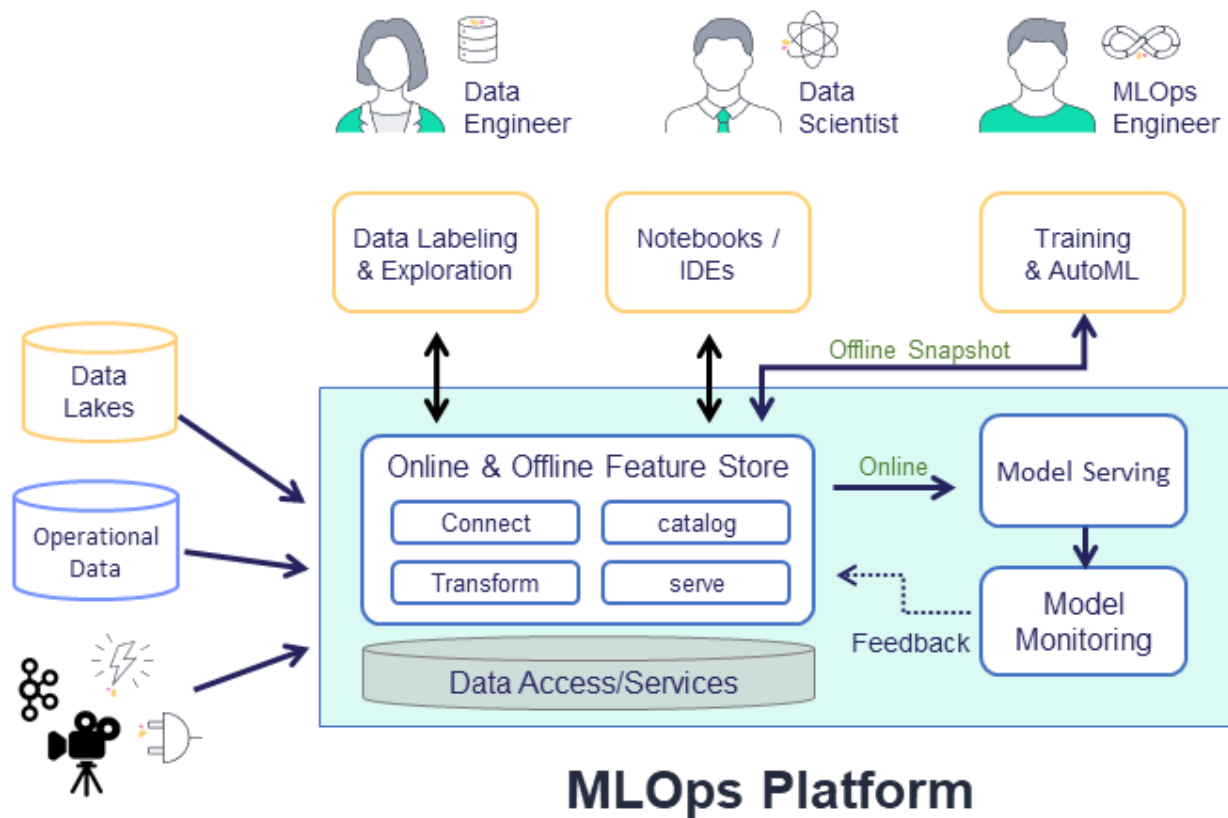 Data
Engineer
Data
Scientist
MLOps
Engineer
Data Labeling
& Exploration
Notebooks /
IDEs
Training
& AutoML
Offline Snapshot
Data
Lakes
Operational
Data
Online & Offline Feature Store
Connect
catalog
Transform
serve
Online
Model Serving
Feedback
Model
Monitoring
Data Access/Services
MLOps Platform